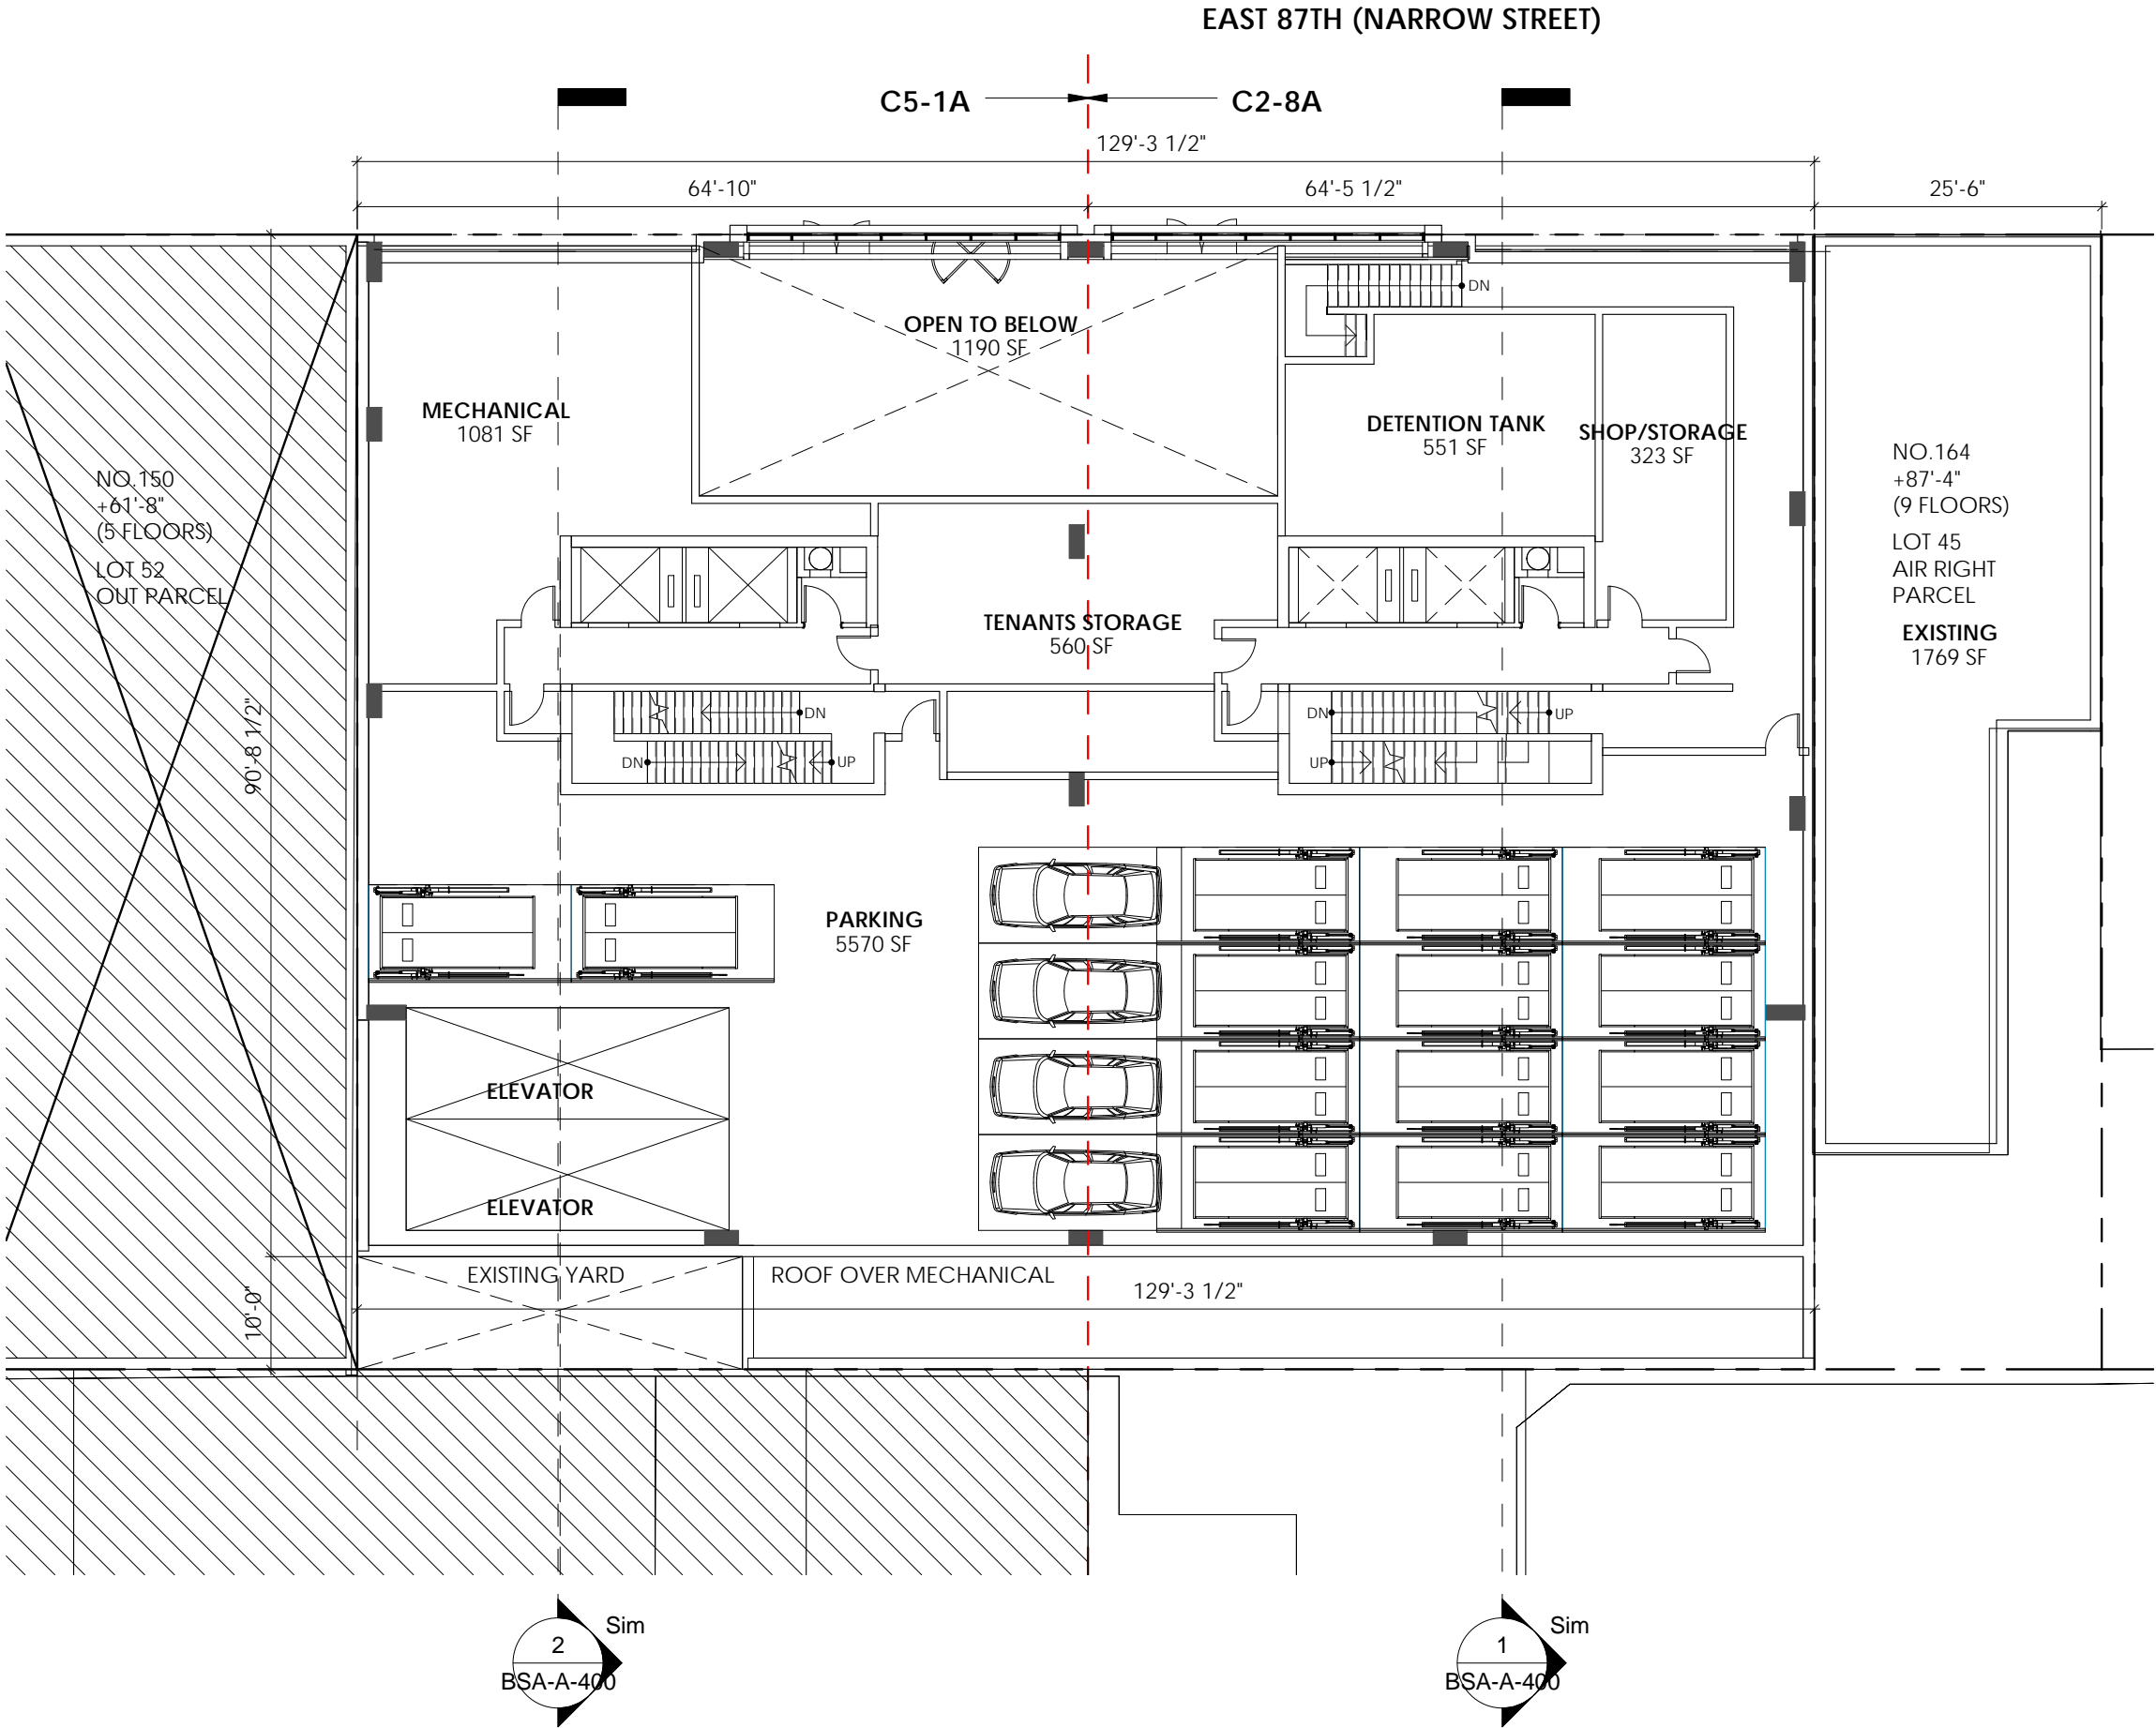 EAST 87TH (NARROW STREET)
C5-1A
C2-8A
129'-3 1/2"
64'-10"
64'-5 1/2"
25'-6"
DN
OPEN TO BELOW
1190 SF
MECHANICAL
1081 SF
DETENTION TANK
551 SF
SHOP/STORAGE
323 SF
NO.150
+61'-8"
(5 FLOORS)
LOT 52
OUT PARCEL
NO.164
+87'-4"
(9 FLOORS)
LOT 45
AIR RIGHT
PARCEL
EXISTING
1769 SF
TENANTS STORAGE
560 SF
90'-8 1/2"
DN
DN
UP
DN
UP
UP
PARKING
5570 SF
ELEVATOR
ELEVATOR
EXISTING YARD
ROOF OVER MECHANICAL
129'-3 1/2"
10'-0"
Sim
2
BSA-A-400
Sim
1
BSA-A-400